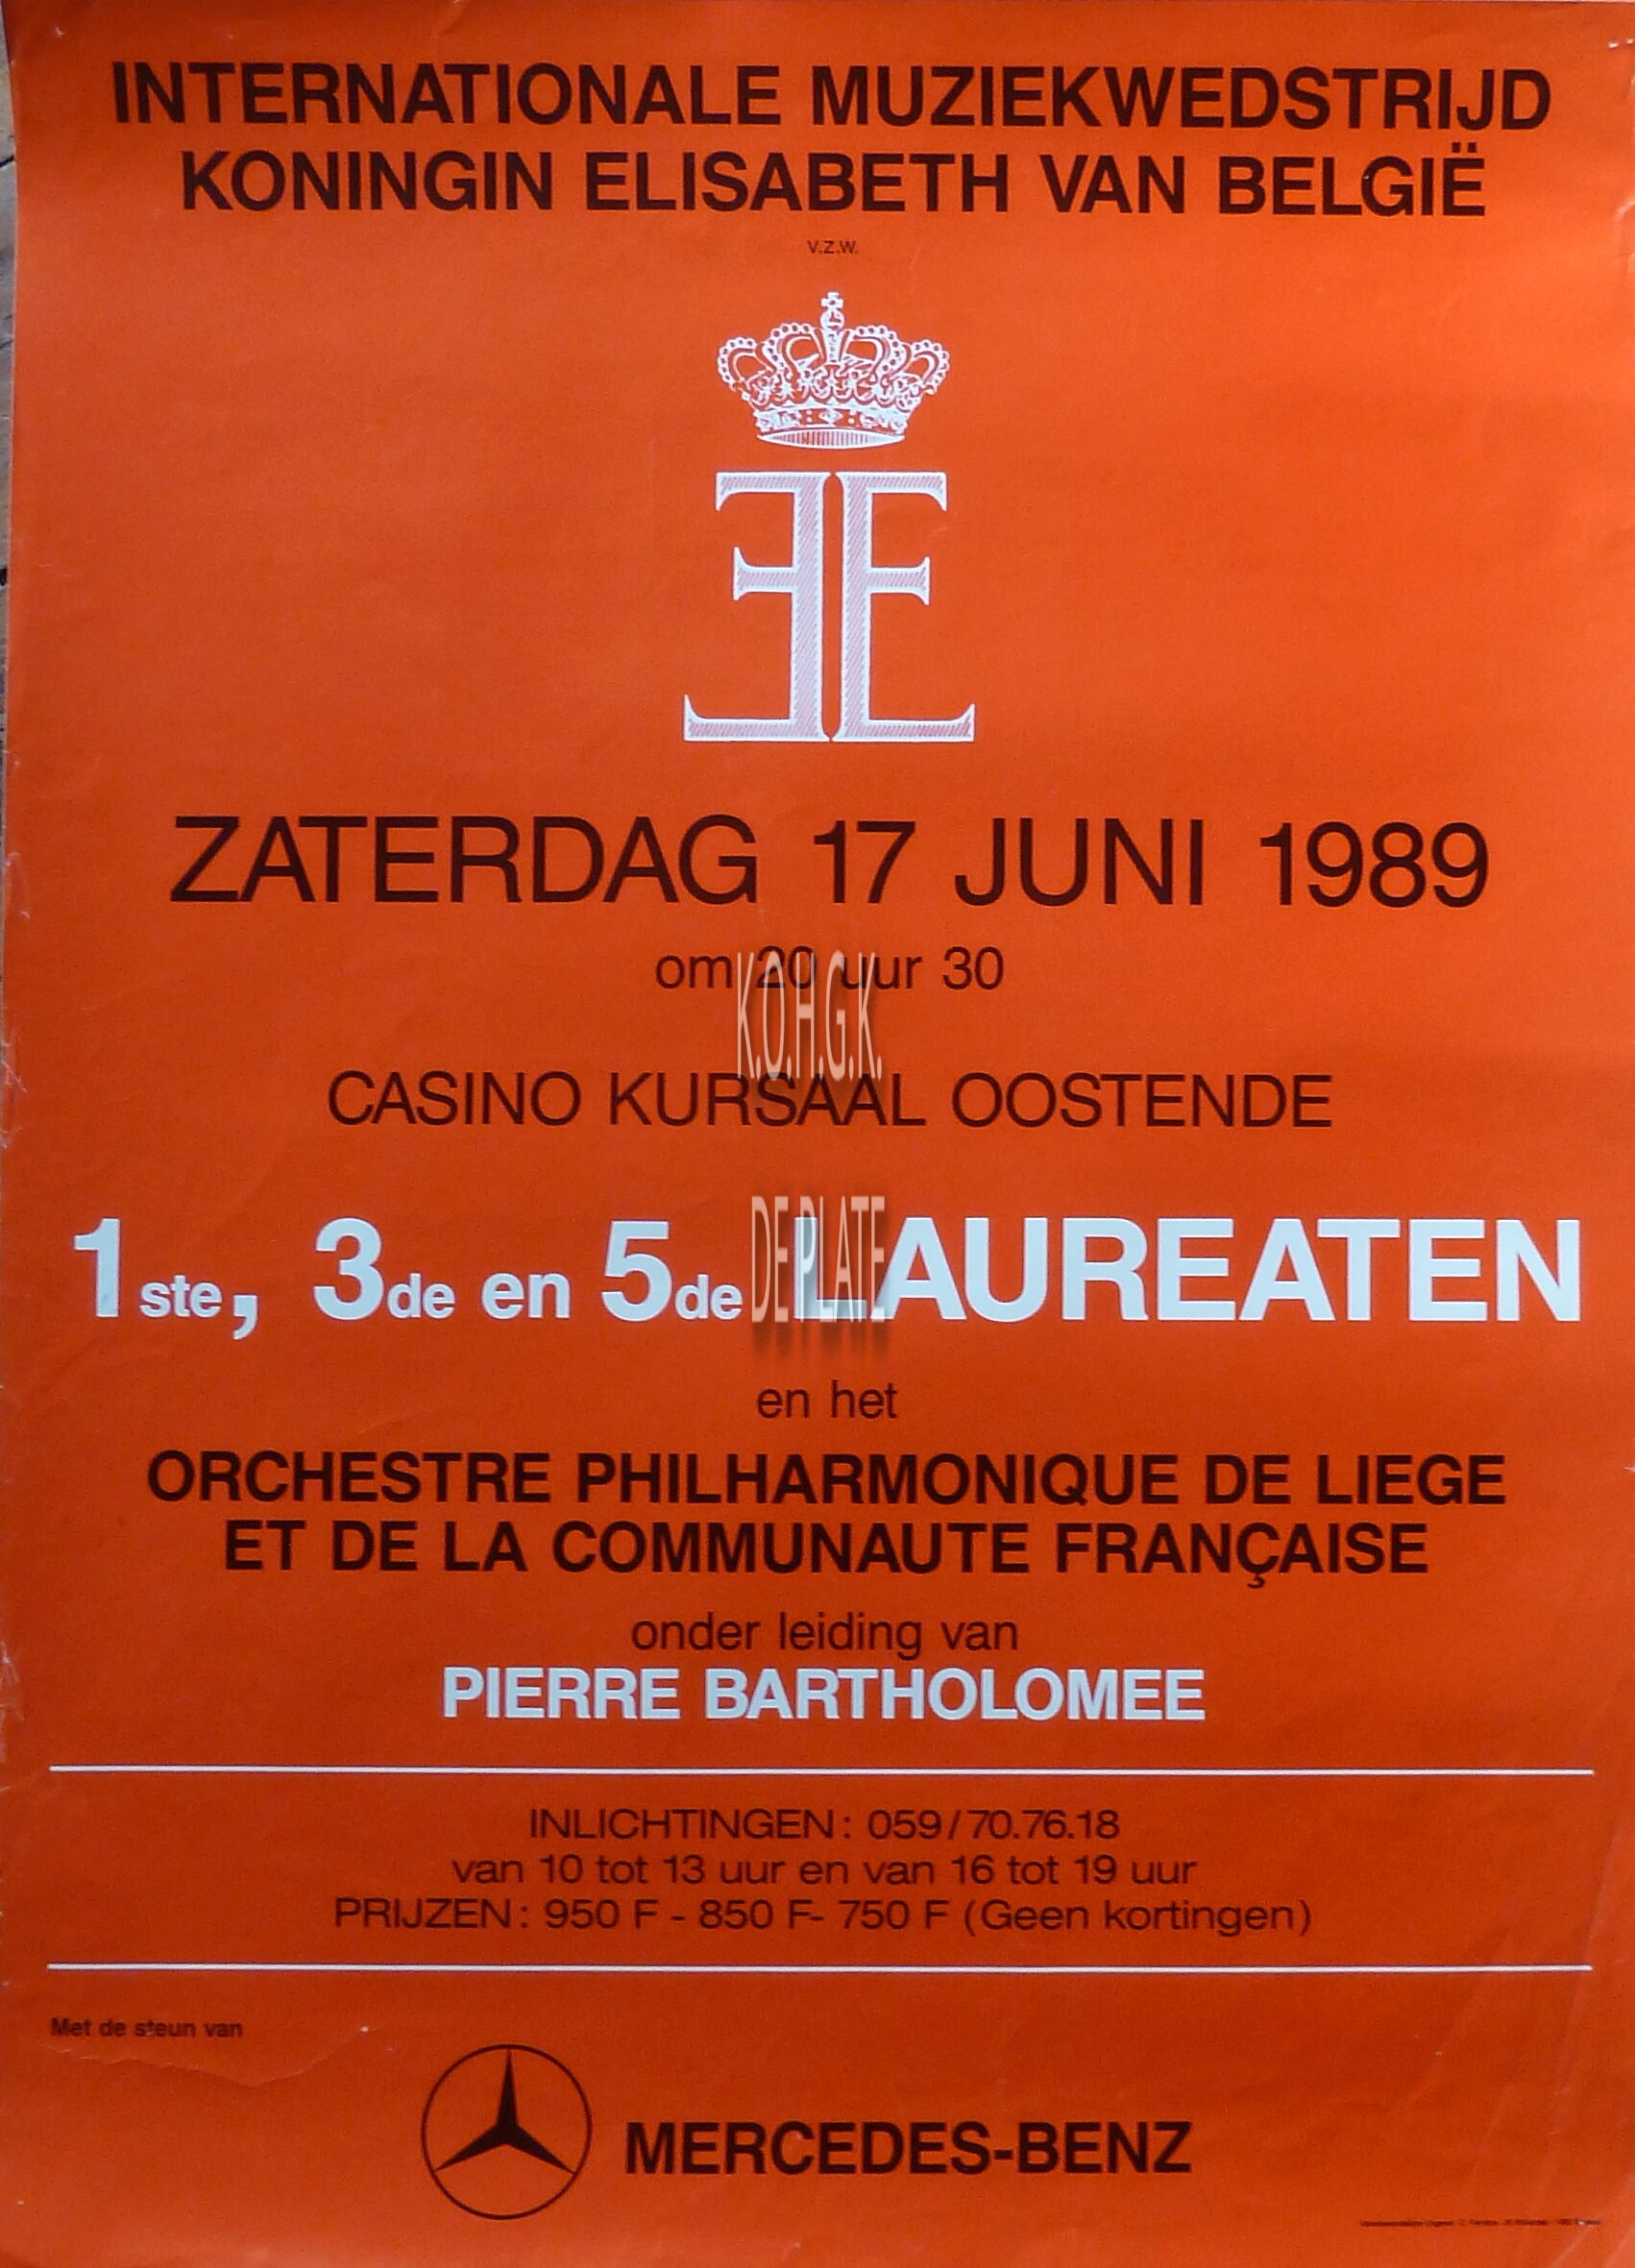 INTERNATIONALE MUZIEKWEDSTRIJD
KONINGIN ELISABETH VAN BELGIË
V.Z.W.
ZATERDAG 17 JUNI 1989
om 20 uur 30
K.O.H.G.K.
CASINO KURSAAL OOSTENDE
1ste, 3de en 5de LAUREATEN
DE PLATE
en het
ORCHESTRE PHILHARMONIQUE DE LIEGE
ET DE LA COMMUNAUTE FRANÇAISE
onder leiding van
PIERRE BARTHOLOMEE
INLICHTINGEN: 059/70.76.18
van 10 tot 13 uur en van 16 tot 19 uur
PRIJZEN: 950 F - 850 F- 750 F (Geen kortingen)
Met de steun van
MERCEDES-BENZ